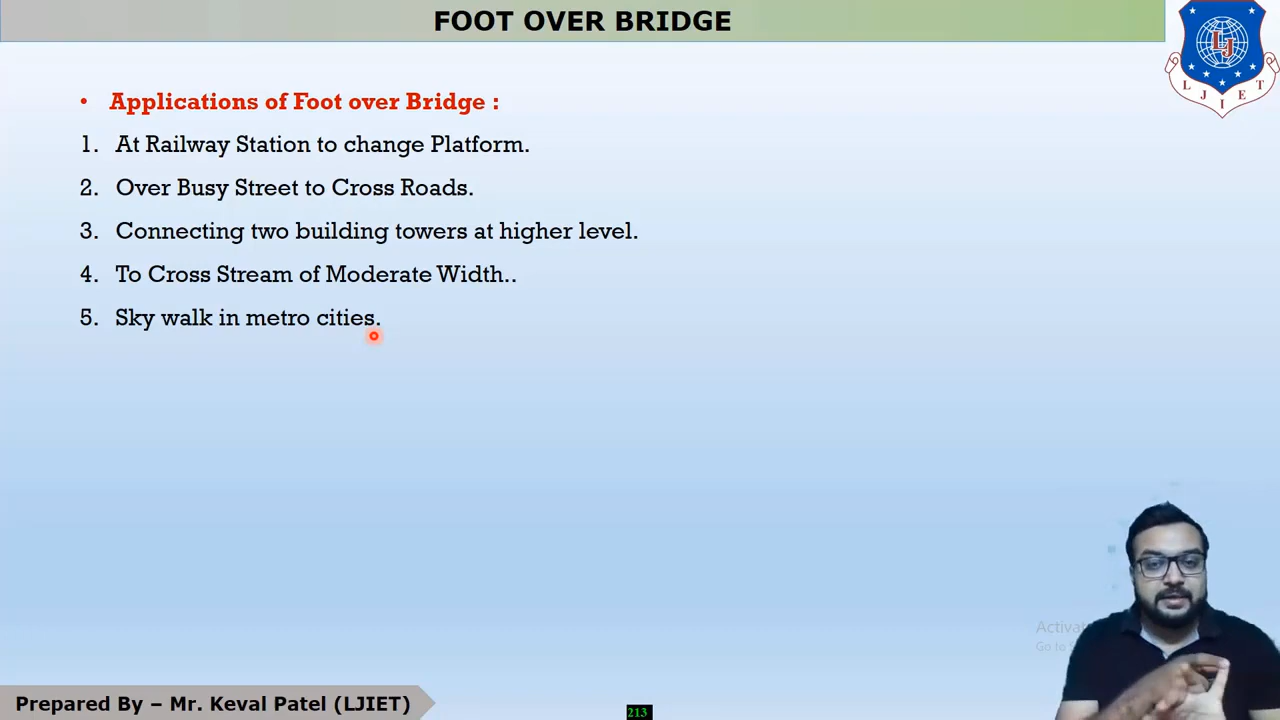 FOOT OVER BRIDGE
LJ
L J I E T
• Applications of Foot over Bridge :
1. At Railway Station to change Platform.
2. Over Busy Street to Cross Roads.
3. Connecting two building towers at higher level.
4. To Cross Stream of Moderate Width..
5. Sky walk in metro cities.
Prepared By – Mr. Keval Patel (LJIET)
213